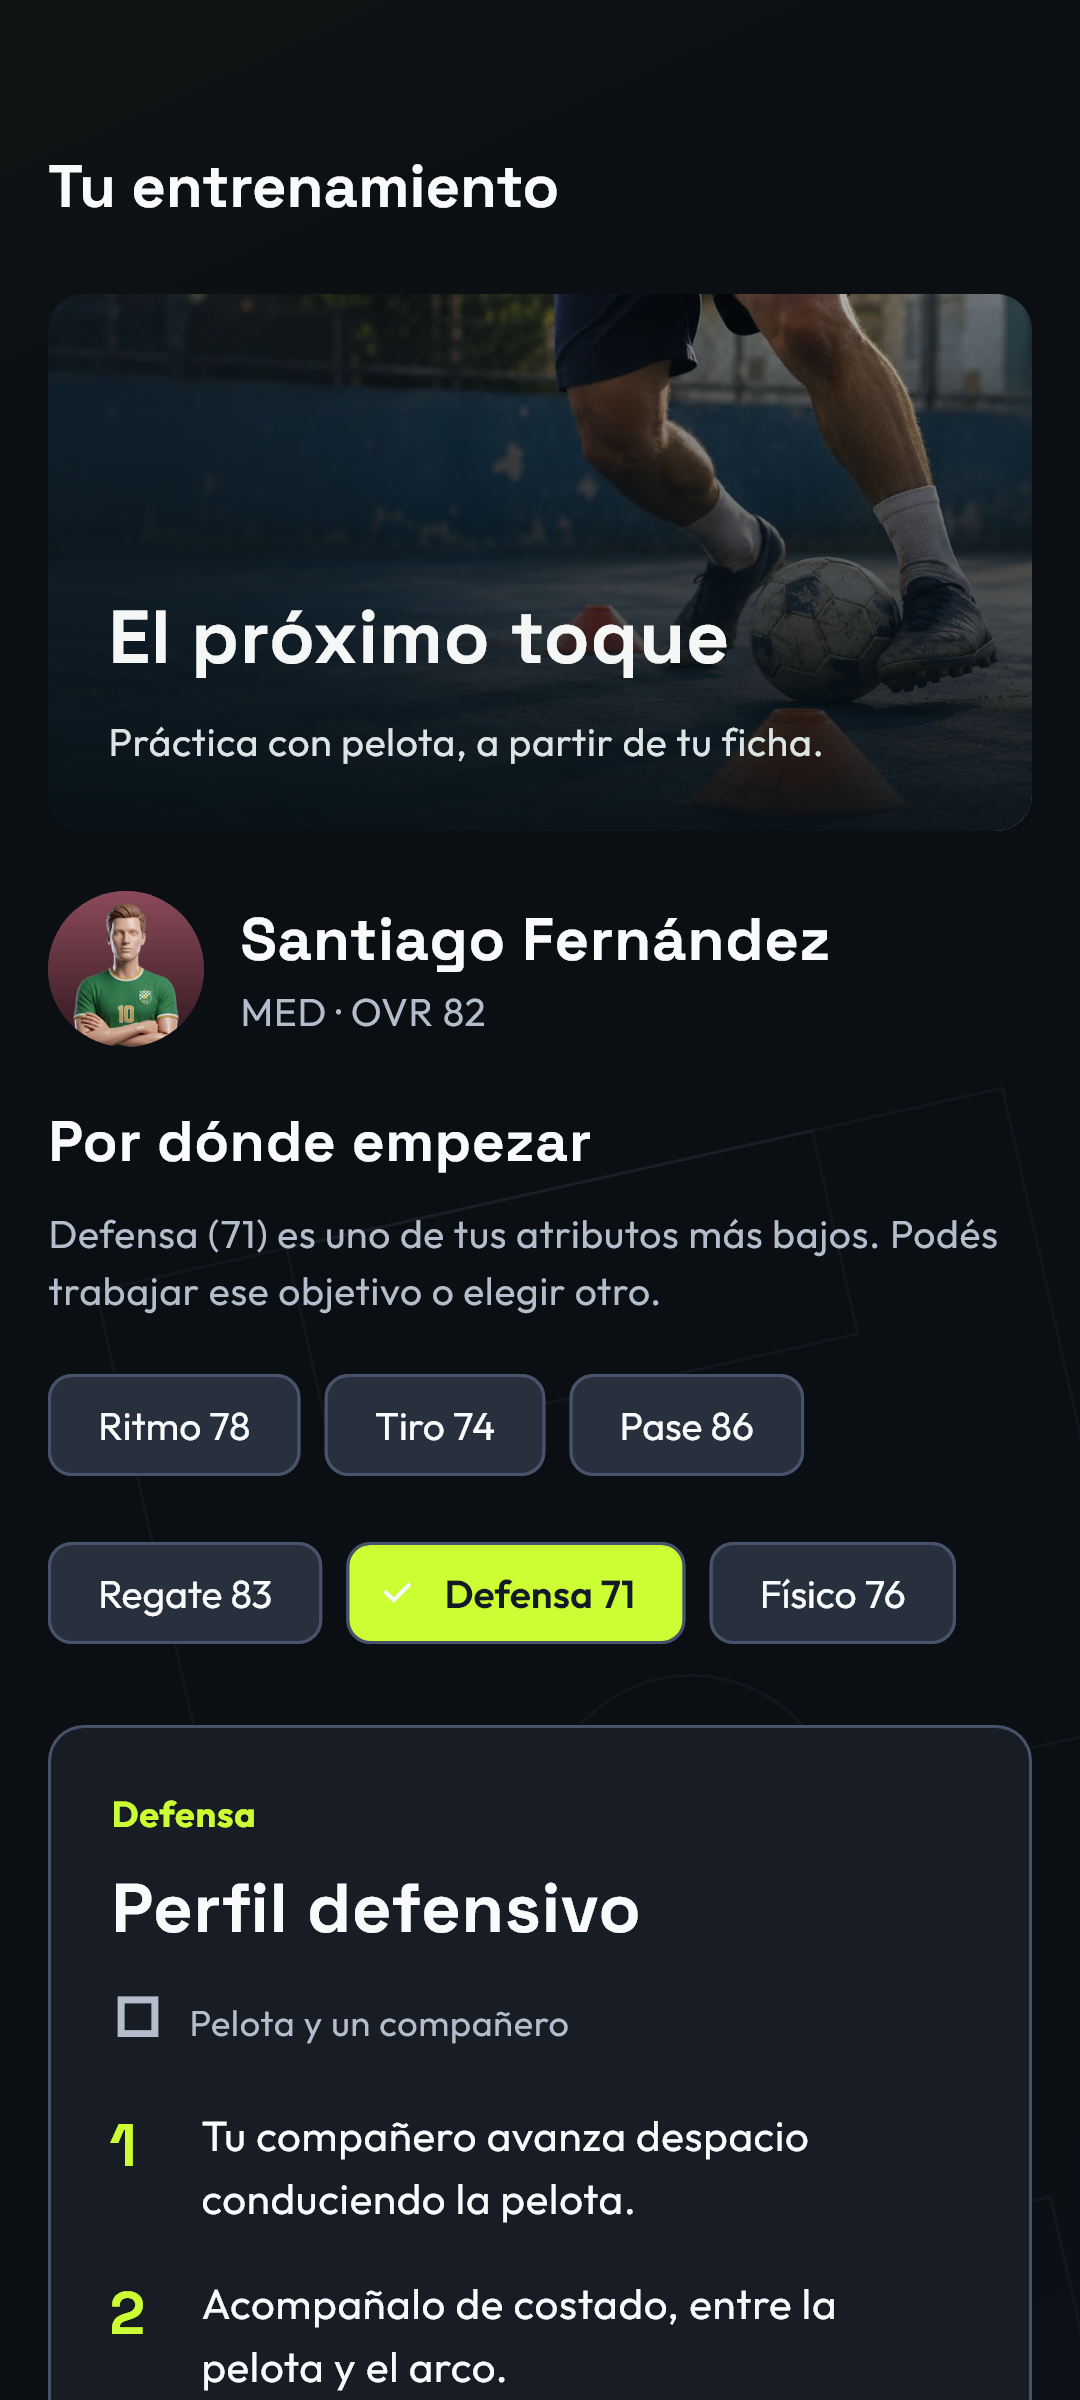 Tu entrenamiento
El próximo toque
Práctica con pelota, a partir de tu ficha.
10
Santiago Fernández
MED · OVR 82
Por dónde empezar
Defensa (71) es uno de tus atributos más bajos. Podés
trabajar ese objetivo o elegir otro.
Ritmo 78
Tiro 74
Pase 86
Regate 83
Defensa 71
Físico 76
Defensa
Perfil defensivo
Pelota y un compañero
1 Tu compañero avanza despacio
conduciendo la pelota.
2 Acompañalo de costado, entre la
pelota y el arco.